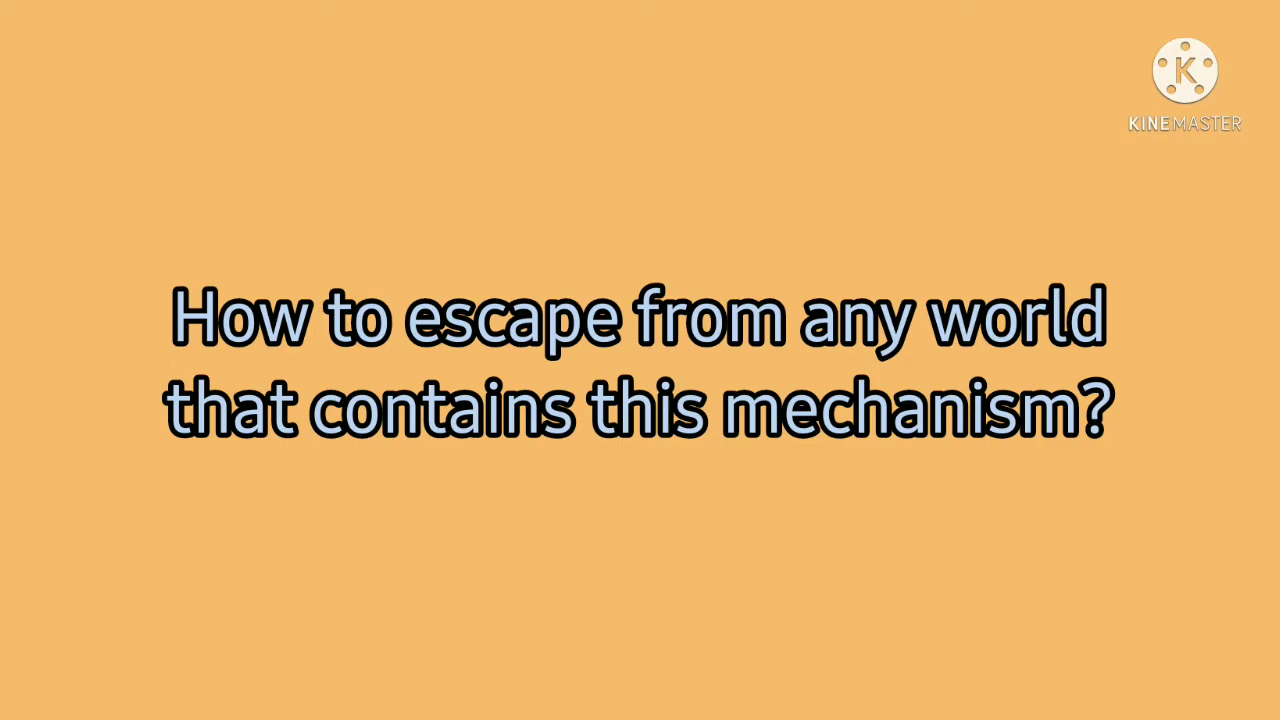 KINEMASTER
How to escape from any world
that contains this mechanism?